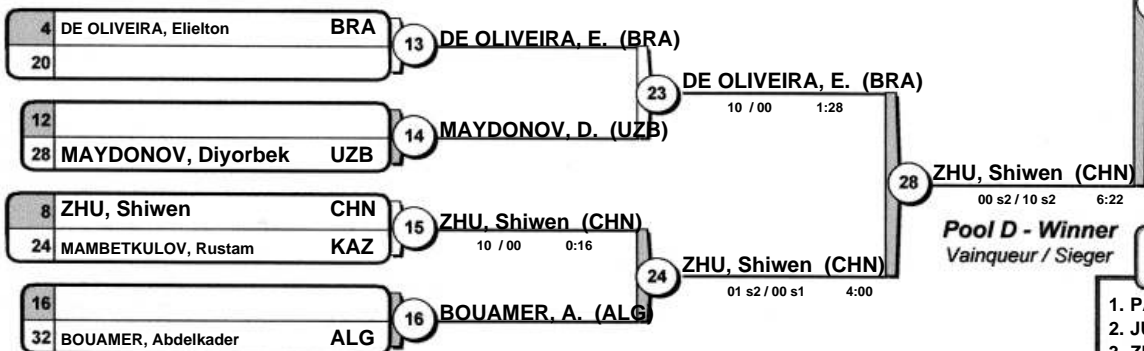 4 DE OLIVEIRA, Elielton BRA
20
13 DE OLIVEIRA, E. (BRA)
12
28 MAYDONOV, Diyorbek UZB
14 MAYDONOV, D. (UZB)
23 DE OLIVEIRA, E. (BRA)
10 / 00 1:28
8 ZHU, Shiwen CHN
24 MAMBETKULOV, Rustam KAZ
15 ZHU, Shiwen (CHN)
10 / 00 0:16
16
32 BOUAMER, Abdelkader ALG
16 BOUAMER, A. (ALG)
24 ZHU, Shiwen (CHN)
01 s2 / 00 s1 4:00
28 ZHU, Shiwen (CHN)
00 s2 / 10 s2 6:22
Pool D - Winner
Vainqueur / Sieger
1.
2.